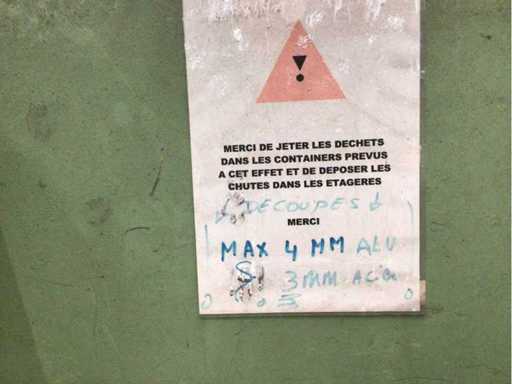 MERCI DE JETER LES DECHETS
DANS LES CONTAINERS PREVUS
A CET EFFET ET DE DEPOSER LES
CHUTES DANS LES ETAGERES
↓ DECOUPES ↓
MERCI
MAX 4 MM ALU
3MM